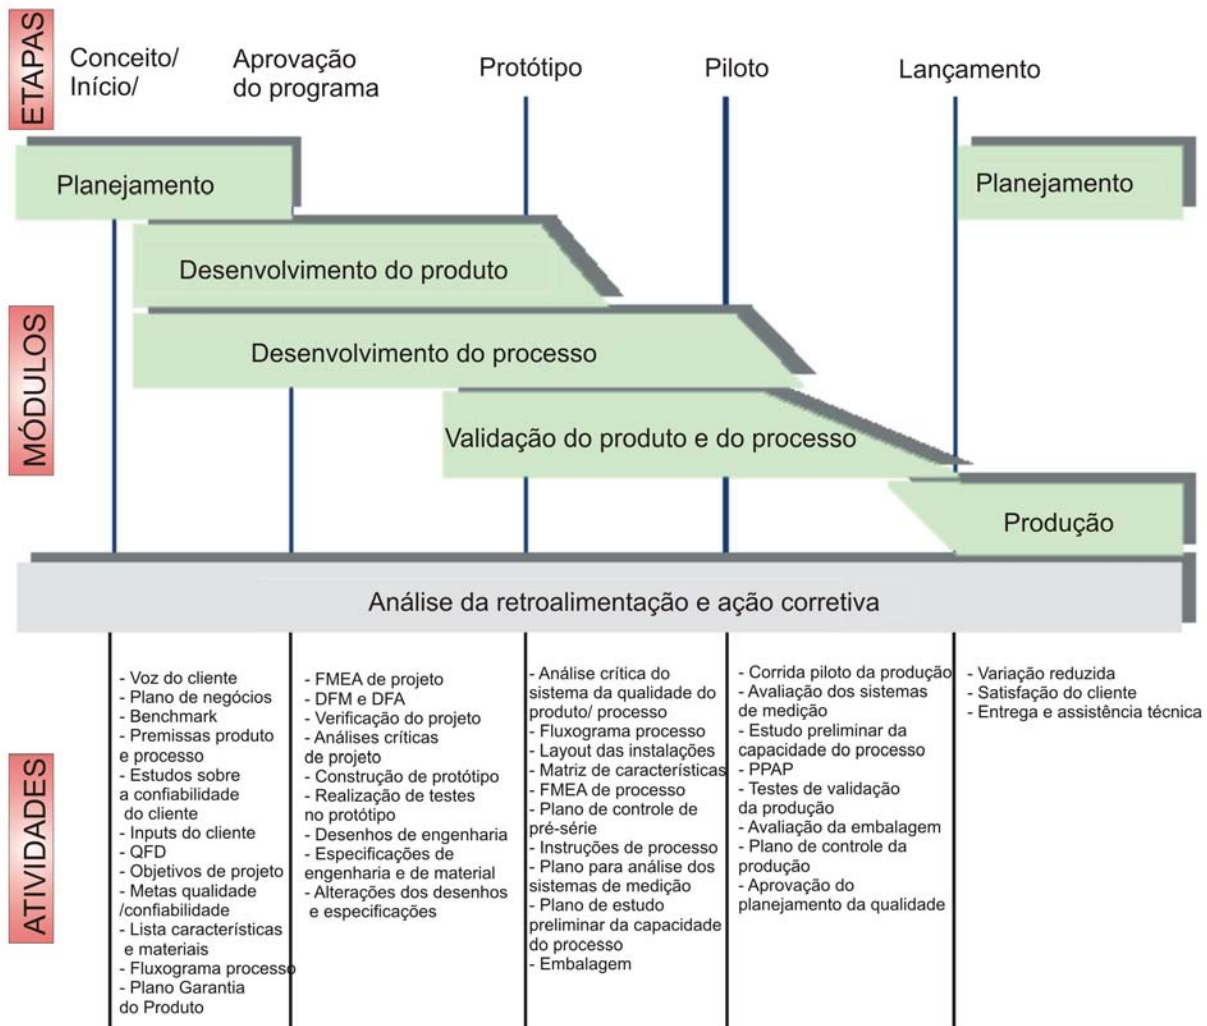 ETAPAS
Conceito/
Início/
Aprovação
do programa
Protótipo
Piloto
Lançamento
Planejamento
Planejamento
Desenvolvimento do produto
MÓDULOS
Desenvolvimento do processo
Validação do produto e do processo
Produção
Análise da retroalimentação e ação corretiva
ATIVIDADES
- Voz do cliente
- Plano de negócios
- Benchmark
- Premissas produto
e processo
- Estudos sobre
a confiabilidade
do cliente
- Inputs do cliente
- QFD
- Objetivos de projeto
- Metas qualidade
/confiabilidade
- Lista características
e materiais
- Fluxograma processo
- Plano Garantia
do Produto
- FMEA de projeto
- DFM e DFA
- Verificação do projeto
- Análises críticas
de projeto
- Construção de protótipo
- Realização de testes
no protótipo
- Desenhos de engenharia
- Especificações de
engenharia e de material
- Alterações dos desenhos
e especificações
- Análise crítica do
sistema da qualidade do
produto/ processo
- Fluxograma processo
- Layout das instalações
- Matriz de características
- FMEA de processo
- Plano de controle de
pré-série
- Instruções de processo
- Plano para análise dos
sistemas de medição
- Plano de estudo
preliminar da capacidade
do processo
- Embalagem
- Corrida piloto da produção
- Avaliação dos sistemas
de medição
- Estudo preliminar da
capacidade do processo
- PPAP
- Testes de validação
da produção
- Avaliação da embalagem
- Plano de controle da
produção
- Aprovação do
planejamento da qualidade
- Variação reduzida
- Satisfação do cliente
- Entrega e assistência técnica